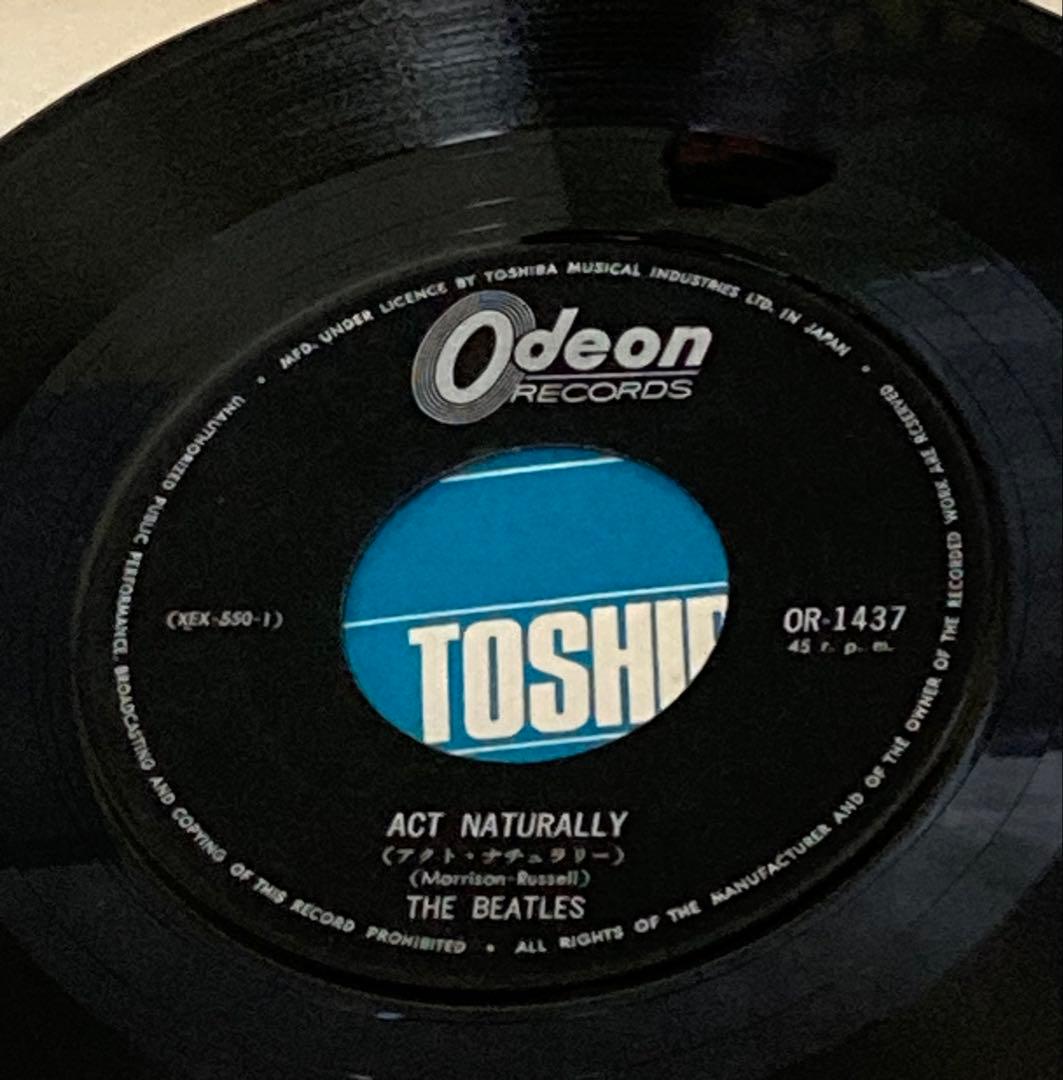 MFD. UNDER LICENCE BY TOSHIBA MUSICAL INDUSTRIES LTD. IN JAPAN •
Odeon
RECORDS
TOSHI
(XEX-550-1)
OR-1437
45 r. p. m.
ACT NATURALLY
(アクト・ナチュラリー)
(Morrison-Russell)
THE BEATLES
ALL RIGHTS OF THE MANUFACTURER AND OF THE OWNER OF THE RECORDED WORK ARE RESERVED •
UNAUTHORIZED PUBLIC PERFORMANCE, BROADCASTING AND COPYING OF THIS RECORD PROHIBITED •